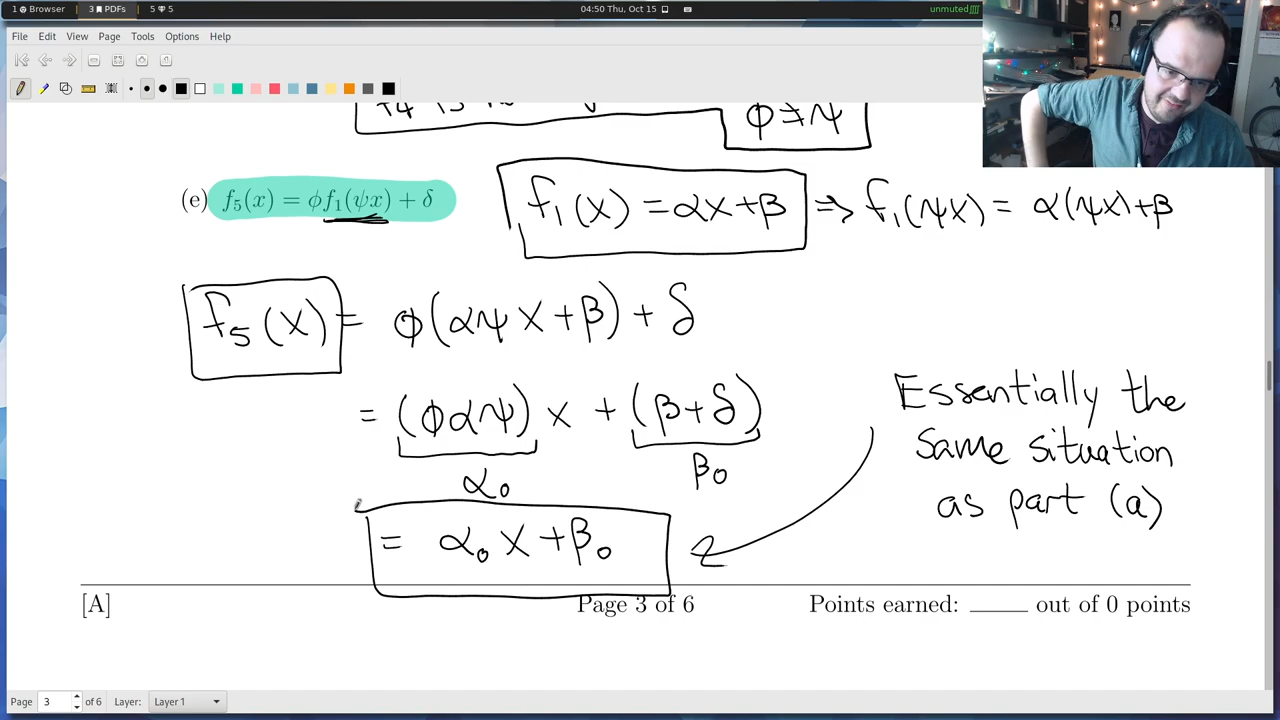 1 Browser 3 PDFs 5 5 04:50 Thu, Oct 15 unmuted
File Edit View Page Tools Options Help
ϕ ≠ ψ
(e) f₅(x) = ϕf₁(ψx) + δ
f₁(x) = αx+β ⇒ f₁(ψx) = α(ψx)+β
f₅(x) = ϕ(αψx+β)+δ
= (ϕαψ)x + (β+δ)
α₀ β₀
= α₀x+β₀
Essentially the
same situation
as part (a)
[A] Page 3 of 6 Points earned: _____ out of 0 points
Page 3 of 6 Layer: Layer 1